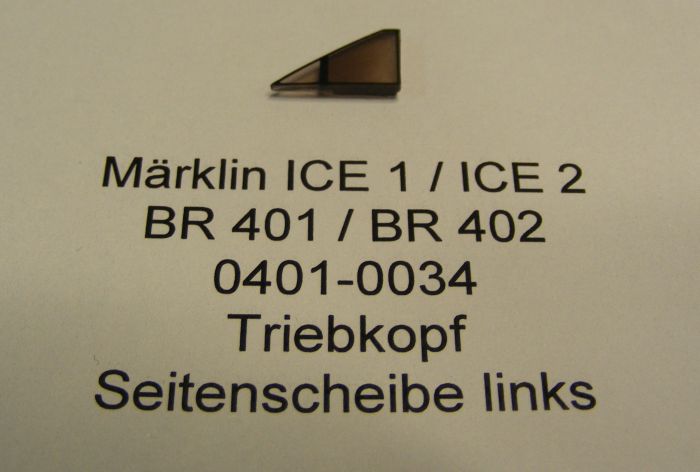 Märklin ICE 1 / ICE 2
BR 401 / BR 402
0401-0034
Triebkopf
Seitenscheibe links